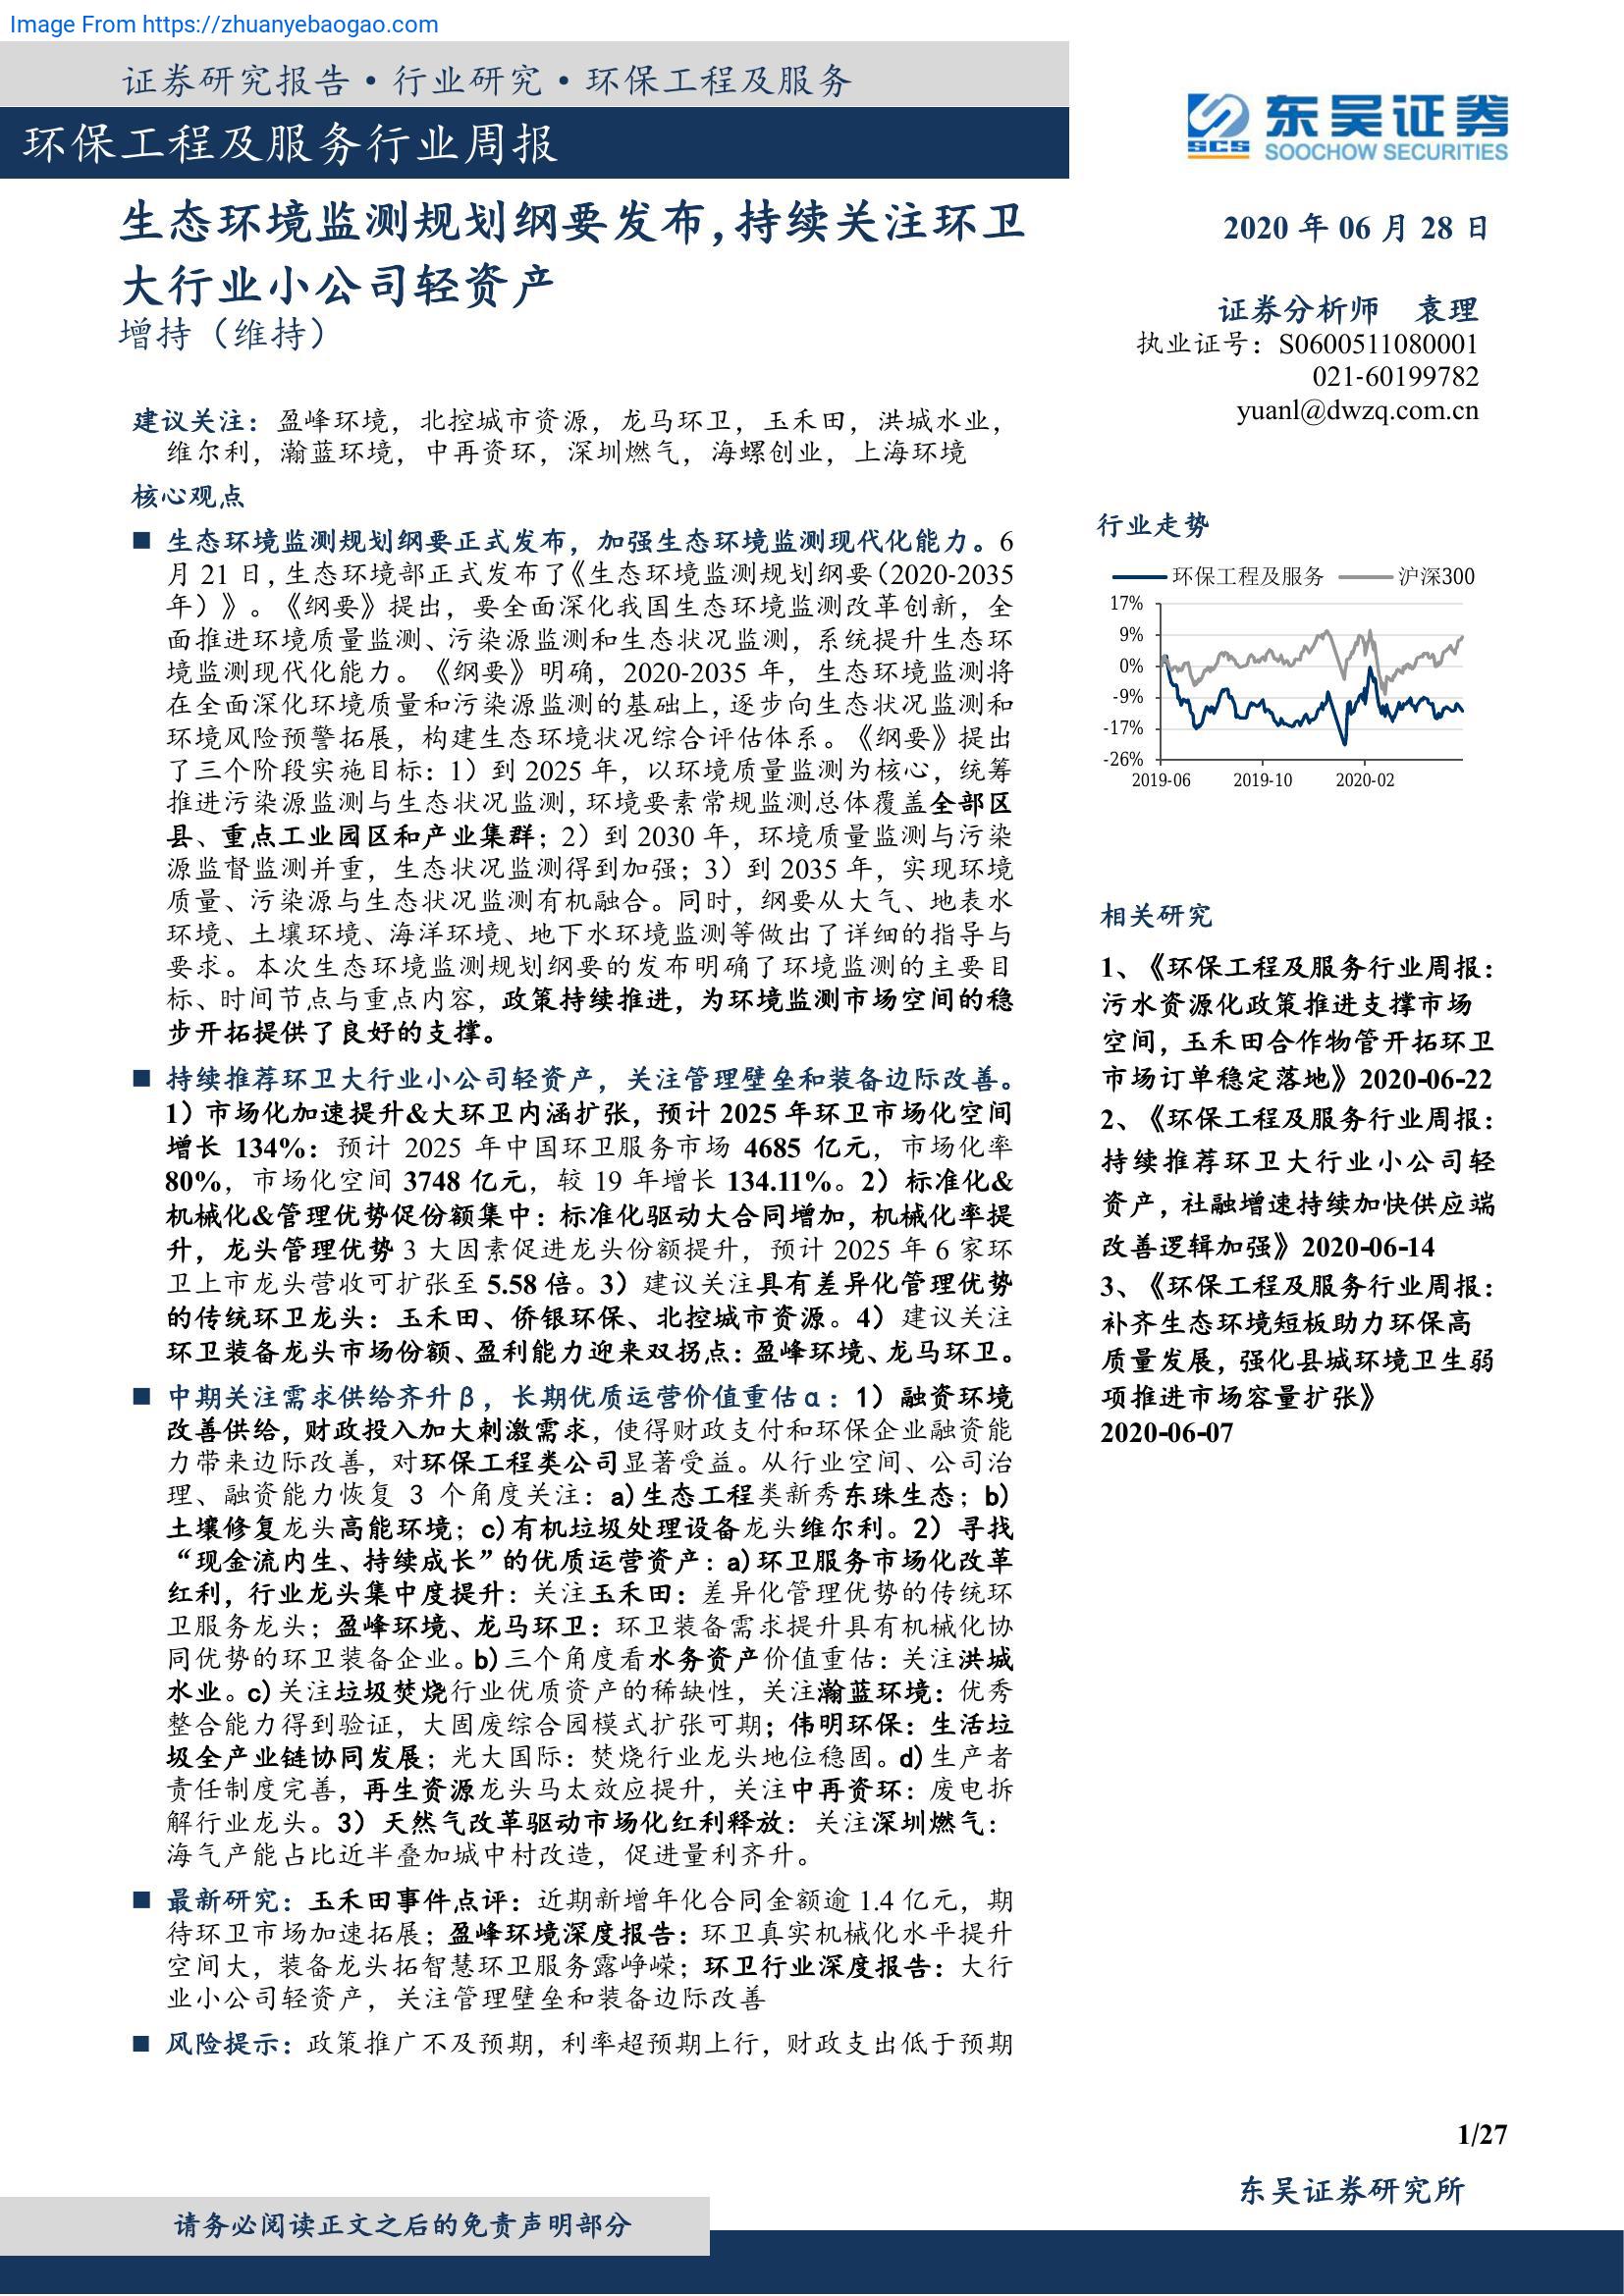 Image From https://zhuanyebaogao.com
证券研究报告·行业研究·环保工程及服务
环保工程及服务行业周报
生态环境监测规划纲要发布,持续关注环卫
大行业小公司轻资产
增持（维持）
建议关注：盈峰环境，北控城市资源，龙马环卫，玉禾田，洪城水业，
维尔利，瀚蓝环境，中再资环，深圳燃气，海螺创业，上海环境
核心观点
■ 生态环境监测规划纲要正式发布，加强生态环境监测现代化能力。6
月 21 日，生态环境部正式发布了《生态环境监测规划纲要（2020-2035
年）》。《纲要》提出，要全面深化我国生态环境监测改革创新，全
面推进环境质量监测、污染源监测和生态状况监测，系统提升生态环
境监测现代化能力。《纲要》明确，2020-2035 年，生态环境监测将
在全面深化环境质量和污染源监测的基础上，逐步向生态状况监测和
环境风险预警拓展，构建生态环境状况综合评估体系。《纲要》提出
了三个阶段实施目标：1）到 2025 年，以环境质量监测为核心，统筹
推进污染源监测与生态状况监测，环境要素常规监测总体覆盖全部区
县、重点工业园区和产业集群；2）到 2030 年，环境质量监测与污染
源监督监测并重，生态状况监测得到加强；3）到 2035 年，实现环境
质量、污染源与生态状况监测有机融合。同时，纲要从大气、地表水
环境、土壤环境、海洋环境、地下水环境监测等做出了详细的指导与
要求。本次生态环境监测规划纲要的发布明确了环境监测的主要目
标、时间节点与重点内容，政策持续推进，为环境监测市场空间的稳
步开拓提供了良好的支撑。
■ 持续推荐环卫大行业小公司轻资产，关注管理壁垒和装备边际改善。
1）市场化加速提升&大环卫内涵扩张，预计 2025 年环卫市场化空间
增长 134%：预计 2025 年中国环卫服务市场 4685 亿元，市场化率
80%，市场化空间 3748 亿元，较 19 年增长 134.11%。2）标准化&
机械化&管理优势促份额集中：标准化驱动大合同增加，机械化率提
升，龙头管理优势 3 大因素促进龙头份额提升，预计 2025 年 6 家环
卫上市龙头营收可扩张至 5.58 倍。3）建议关注具有差异化管理优势
的传统环卫龙头：玉禾田、侨银环保、北控城市资源。4）建议关注
环卫装备龙头市场份额、盈利能力迎来双拐点：盈峰环境、龙马环卫。
■ 中期关注需求供给齐升β，长期优质运营价值重估α：1）融资环境
改善供给，财政投入加大刺激需求，使得财政支付和环保企业融资能
力带来边际改善，对环保工程类公司显著受益。从行业空间、公司治
理、融资能力恢复 3 个角度关注：a)生态工程类新秀东珠生态；b)
土壤修复龙头高能环境；c)有机垃圾处理设备龙头维尔利。2）寻找
“现金流内生、持续成长”的优质运营资产：a)环卫服务市场化改革
红利，行业龙头集中度提升：关注玉禾田：差异化管理优势的传统环
卫服务龙头；盈峰环境、龙马环卫：环卫装备需求提升具有机械化协
同优势的环卫装备企业。b)三个角度看水务资产价值重估：关注洪城
水业。c)关注垃圾焚烧行业优质资产的稀缺性，关注瀚蓝环境：优秀
整合能力得到验证，大固废综合园模式扩张可期；伟明环保：生活垃
圾全产业链协同发展；光大国际：焚烧行业龙头地位稳固。d)生产者
责任制度完善，再生资源龙头马太效应提升，关注中再资环：废电拆
解行业龙头。3）天然气改革驱动市场化红利释放：关注深圳燃气：
海气产能占比近半叠加城中村改造，促进量利齐升。
■ 最新研究：玉禾田事件点评：近期新增年化合同金额逾 1.4 亿元，期
待环卫市场加速拓展；盈峰环境深度报告：环卫真实机械化水平提升
空间大，装备龙头拓智慧环卫服务露峥嵘；环卫行业深度报告：大行
业小公司轻资产，关注管理壁垒和装备边际改善
■ 风险提示：政策推广不及预期，利率超预期上行，财政支出低于预期
SCS 东吴证券
SOOCHOW SECURITIES
2020 年 06 月 28 日
证券分析师 袁理
执业证号：S0600511080001
021-60199782
yuanl@dwzq.com.cn
行业走势
环保工程及服务 沪深300
17%
9%
0%
-9%
-17%
-26%
2019-06 2019-10 2020-02
相关研究
1、《环保工程及服务行业周报：
污水资源化政策推进支撑市场
空间，玉禾田合作物管开拓环卫
市场订单稳定落地》2020-06-22
2、《环保工程及服务行业周报：
持续推荐环卫大行业小公司轻
资产，社融增速持续加快供应端
改善逻辑加强》2020-06-14
3、《环保工程及服务行业周报：
补齐生态环境短板助力环保高
质量发展，强化县城环境卫生弱
项推进市场容量扩张》
2020-06-07
1/27
东吴证券研究所
请务必阅读正文之后的免责声明部分